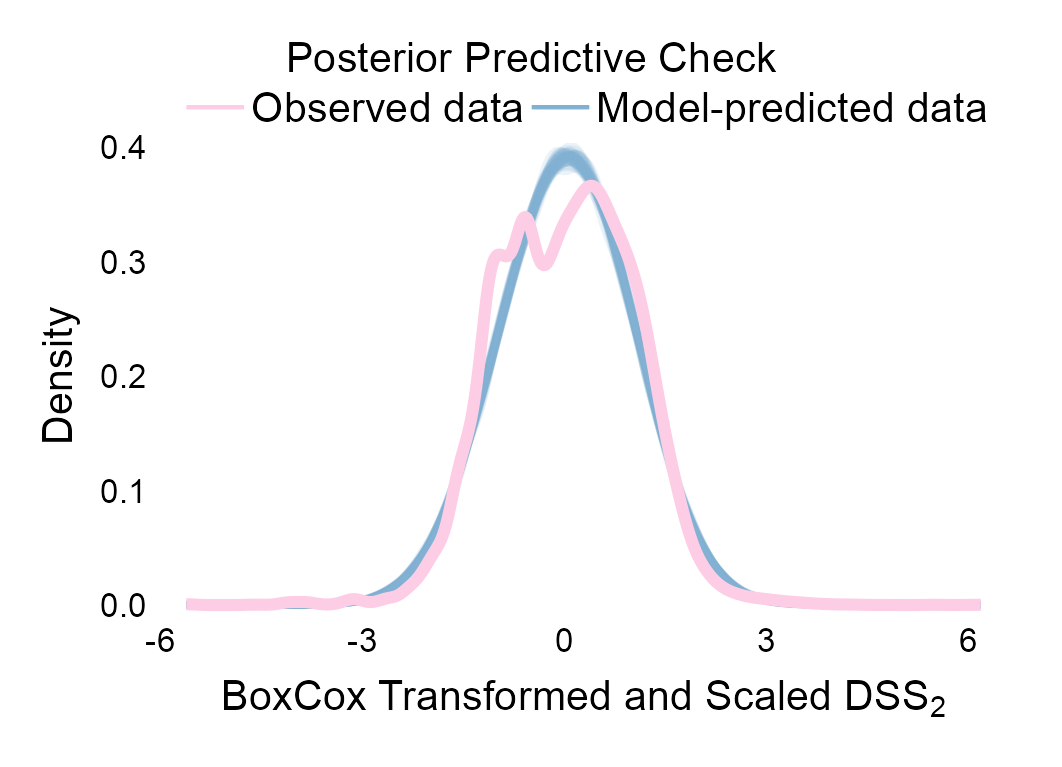 Posterior Predictive Check
Observed data Model-predicted data
0.4
0.3
0.2
0.1
0.0
Density
-6 -3 0 3 6
BoxCox Transformed and Scaled DSS₂